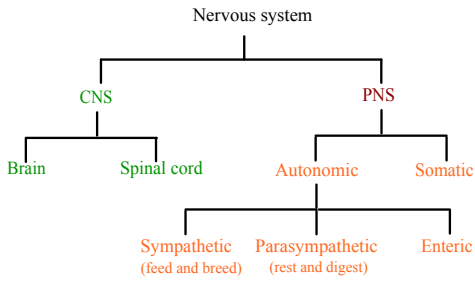 Nervous system
CNS
PNS
Brain
Spinal cord
Autonomic
Somatic
Sympathetic
(feed and breed)
Parasympathetic
(rest and digest)
Enteric